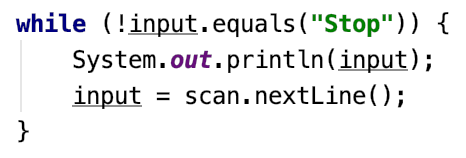 while (!input.equals("Stop")) {
    System.out.println(input);
    input = scan.nextLine();
}